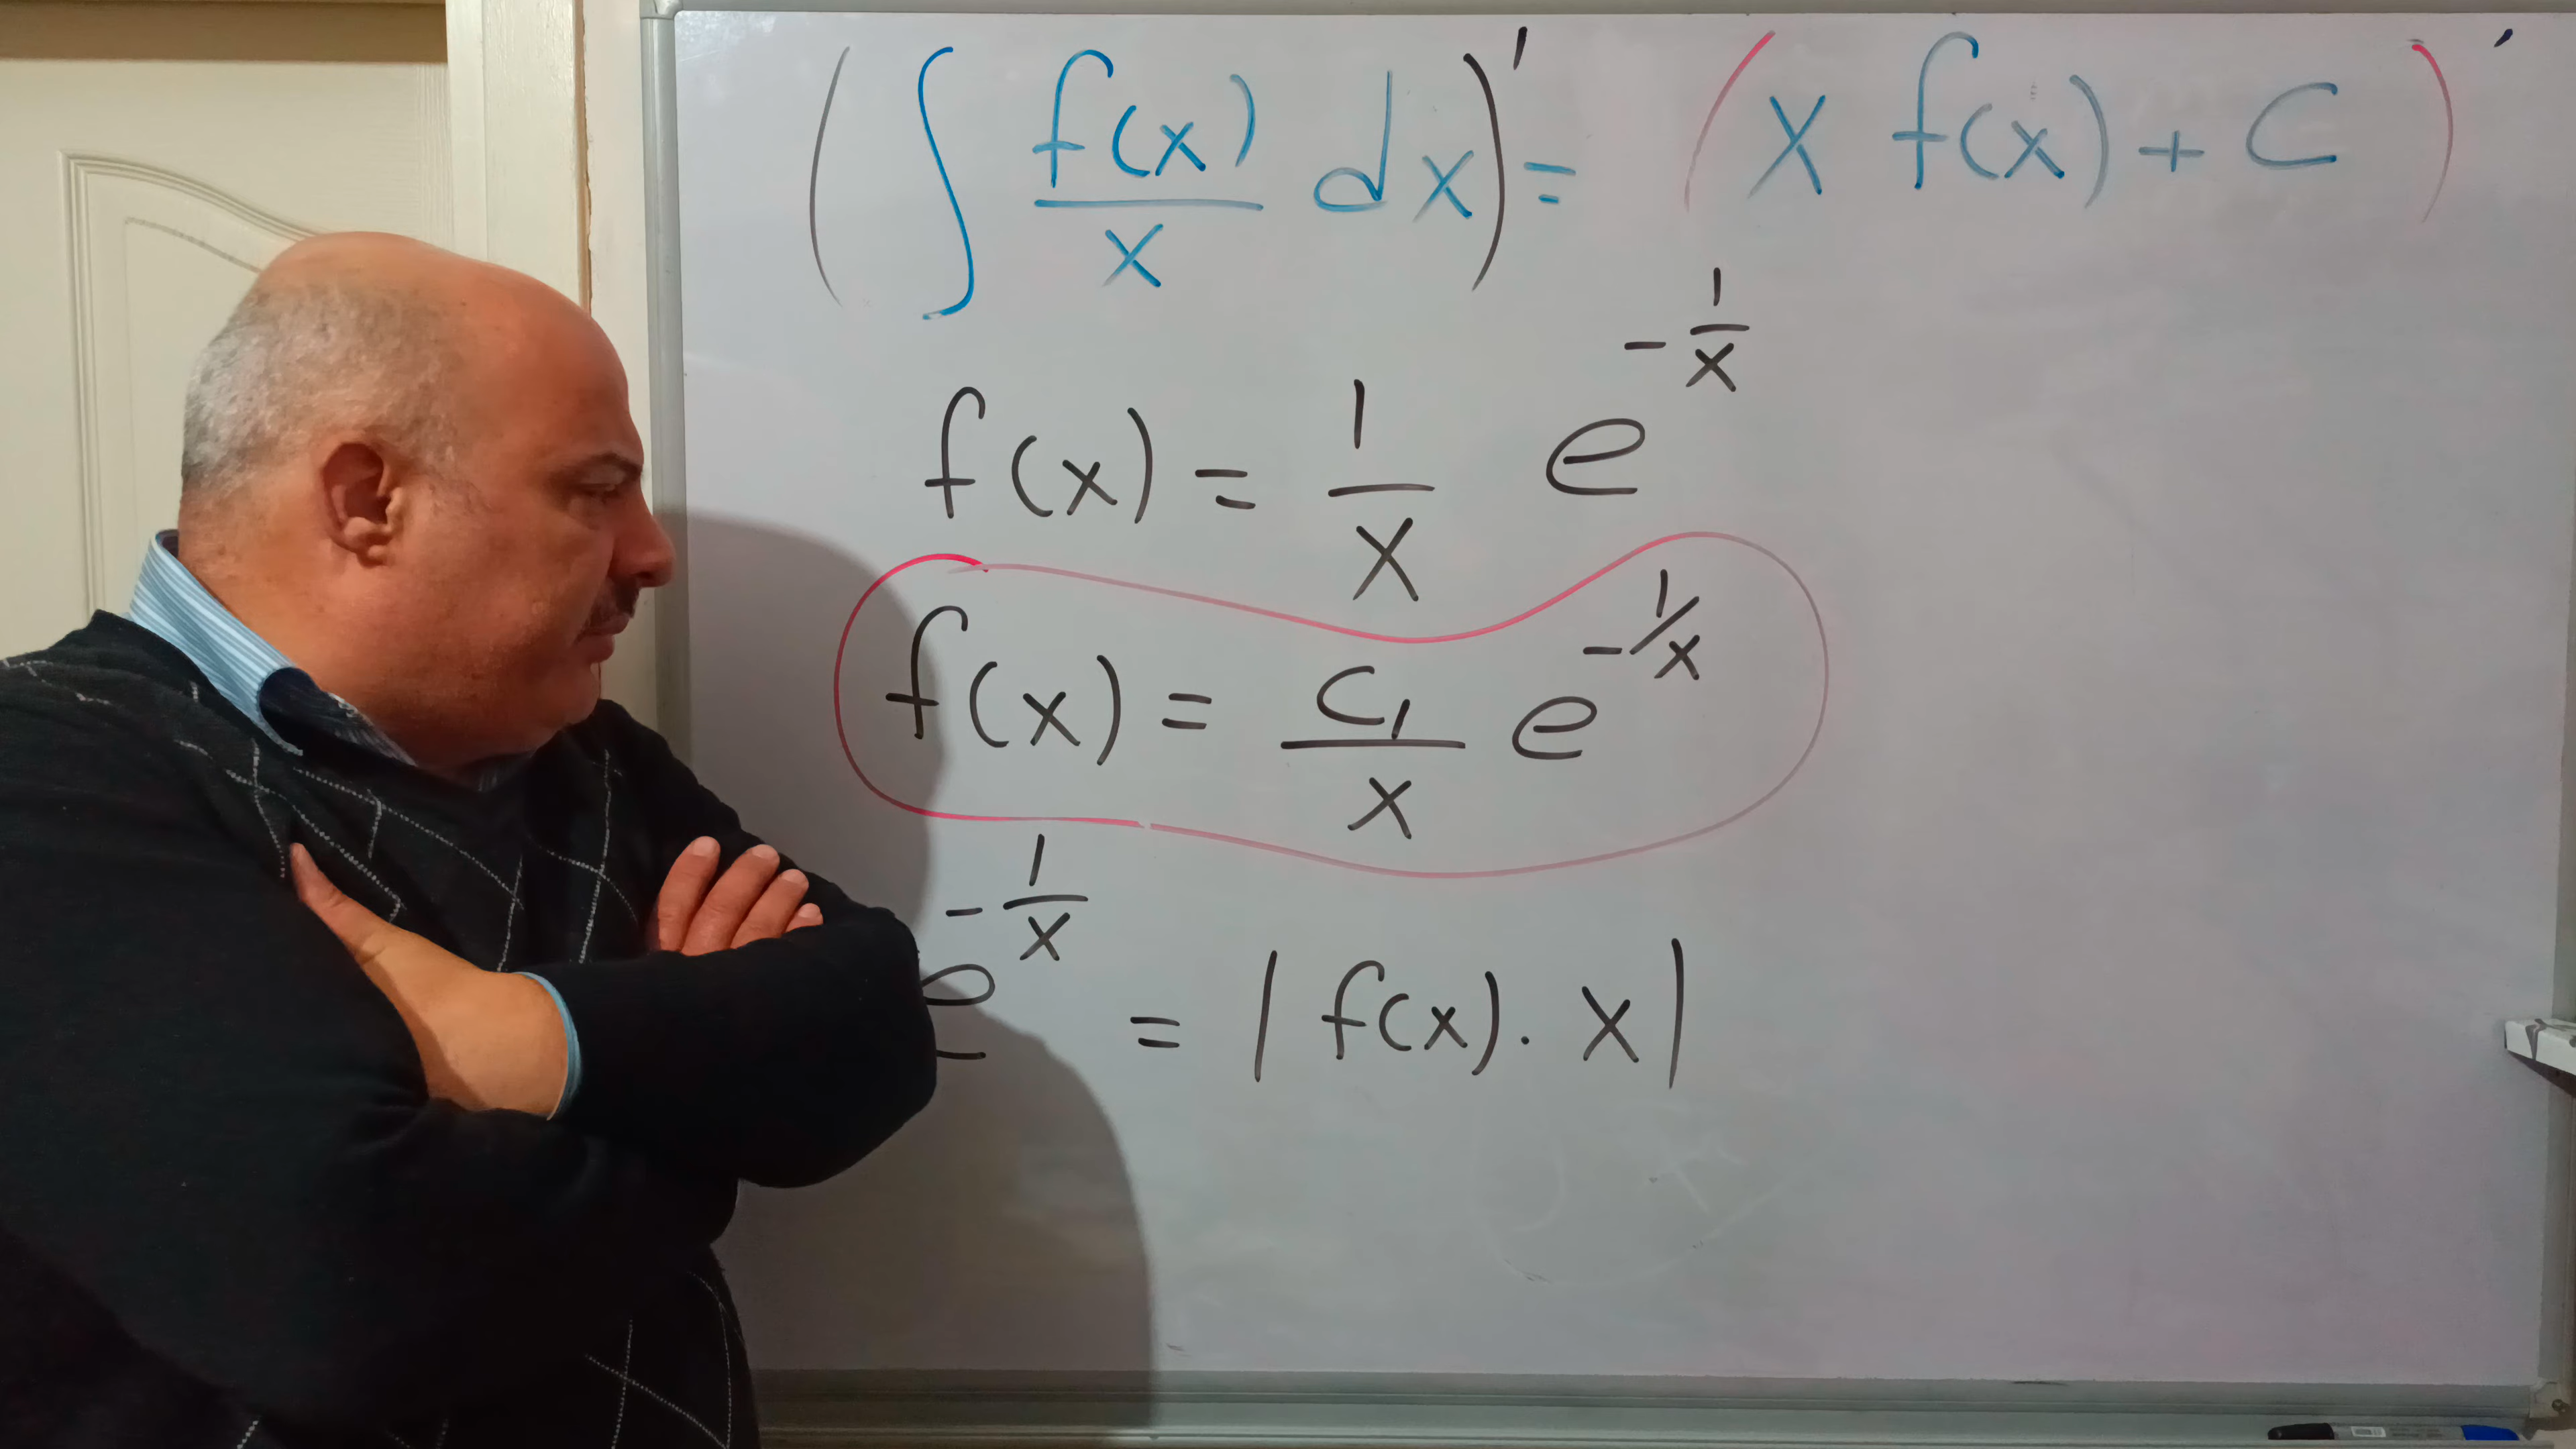 (∫ f(x)/x dx)' = (x f(x) + c)'
f(x) = 1/x e^(-1/x)
f(x) = c₁/x e^(-1/x)
e^(-1/x) = |f(x) · x|